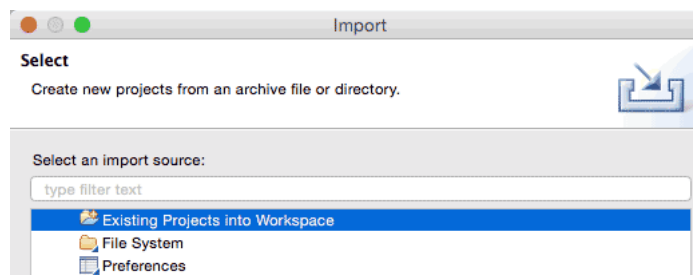 Import
Select
Create new projects from an archive file or directory.
Select an import source:
type filter text
Existing Projects into Workspace
File System
Preferences